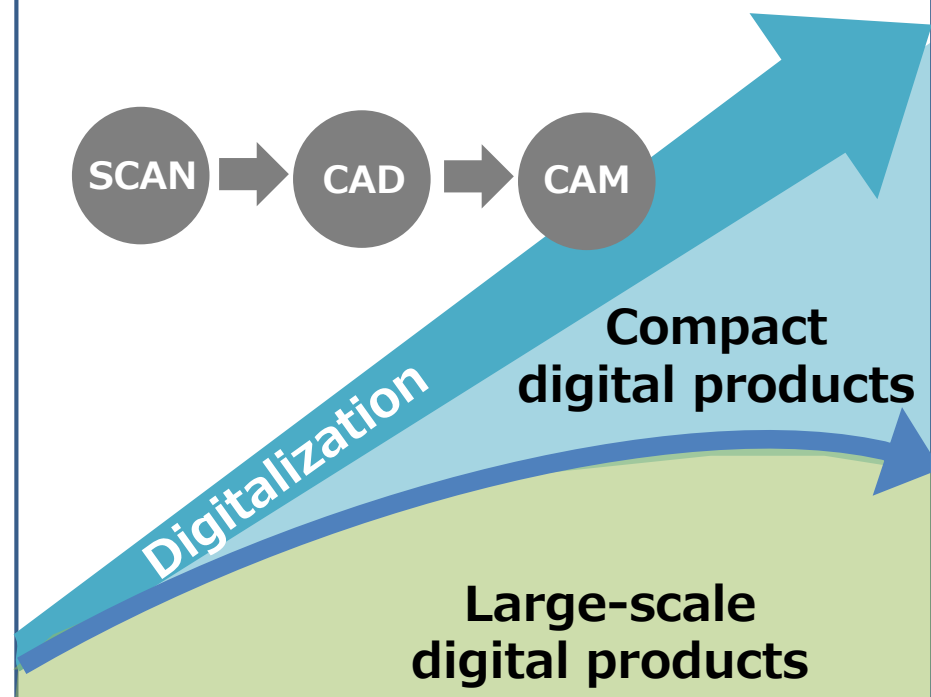 SCAN
CAD
CAM
Digitalization
Compact
digital products
Large-scale
digital products